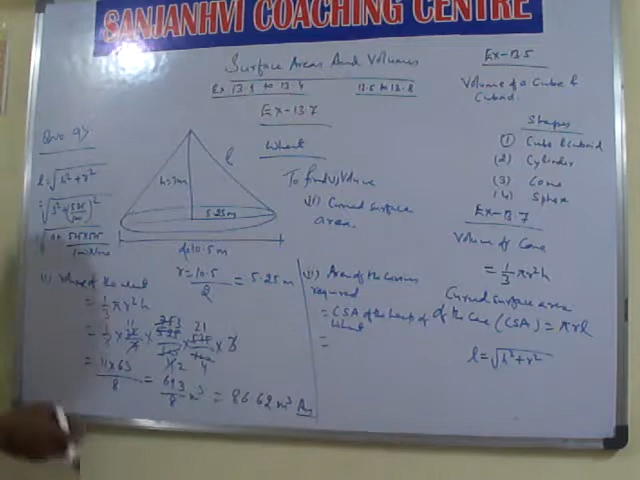 SANJANHVI COACHING CENTRE
Surface Areas And Volumes
Ex 13.1 to 13.4 13.5 to 13.8
Ex-13.7
Ex-13.5
Volume of a Cube &
Cuboid.
Shapes
(1) Cube & Cuboid
(2) Cylinder
(3) Cone
(4) Sphere
Ex-13.7
Volume of Cone
= 1/3 πr²h
Curved surface area
of the Cone (CSA) = πrl
l = √h²+r²
Que 9)
l = √h²+r²
h=3m
l
5.25m
d=10.5m
r = 10.5/2 = 5.25m
Wheat
To find (i) Volume
(ii) Curved surface
area.
(i) Volume of the wheat
= 1/3 πr²h
= 11×63/8 = 693/8 m³ = 86.62 m³ Ans
(ii) Area of the canvas
required
= CSA of the heap of
wheat
=